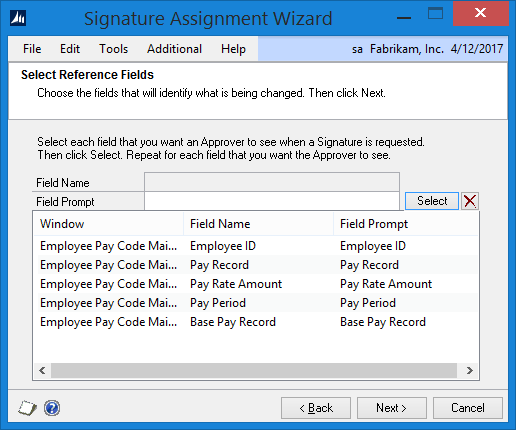 Signature Assignment Wizard
File Edit Tools Additional Help sa Fabrikam, Inc. 4/12/2017
Select Reference Fields
Choose the fields that will identify what is being changed. Then click Next.
Select each field that you want an Approver to see when a Signature is requested.
Then click Select. Repeat for each field that you want the Approver to see.
Field Name
Field Prompt Select
Window Field Name Field Prompt
Employee Pay Code Mai... Employee ID Employee ID
Employee Pay Code Mai... Pay Record Pay Record
Employee Pay Code Mai... Pay Rate Amount Pay Rate Amount
Employee Pay Code Mai... Pay Period Pay Period
Employee Pay Code Mai... Base Pay Record Base Pay Record
< Back Next > Cancel